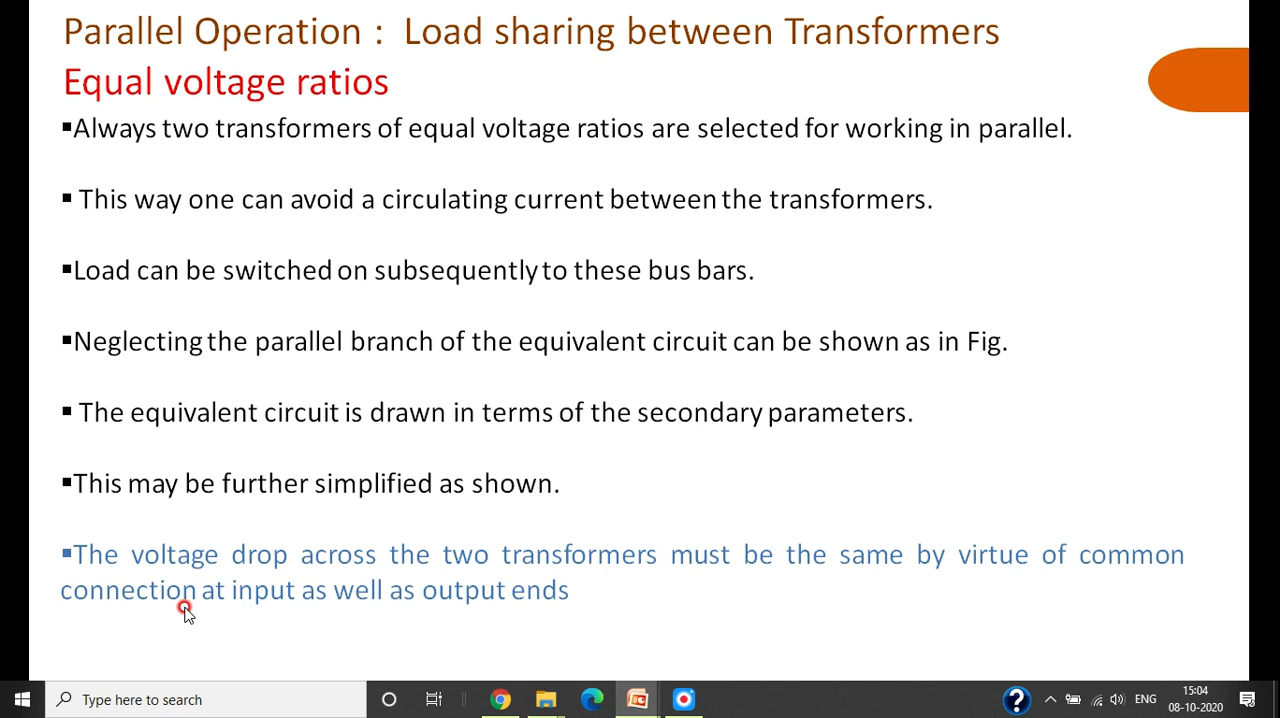 Parallel Operation : Load sharing between Transformers
Equal voltage ratios
▪Always two transformers of equal voltage ratios are selected for working in parallel.
▪ This way one can avoid a circulating current between the transformers.
▪Load can be switched on subsequently to these bus bars.
▪Neglecting the parallel branch of the equivalent circuit can be shown as in Fig.
▪ The equivalent circuit is drawn in terms of the secondary parameters.
▪This may be further simplified as shown.
▪The voltage drop across the two transformers must be the same by virtue of common
connection at input as well as output ends
Type here to search
ENG
15:04
08-10-2020